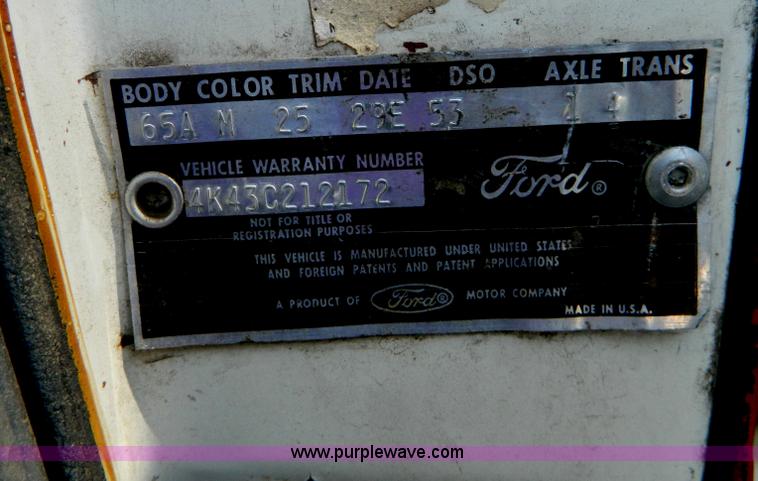 BODY COLOR TRIM DATE DSO AXLE TRANS
65A M 25 29E 53 1 4
VEHICLE WARRANTY NUMBER
4K43C212172
Ford®
NOT FOR TITLE OR
REGISTRATION PURPOSES
THIS VEHICLE IS MANUFACTURED UNDER UNITED STATES
AND FOREIGN PATENTS AND PATENT APPLICATIONS
A PRODUCT OF Ford® MOTOR COMPANY
MADE IN U.S.A.
www.purplewave.com